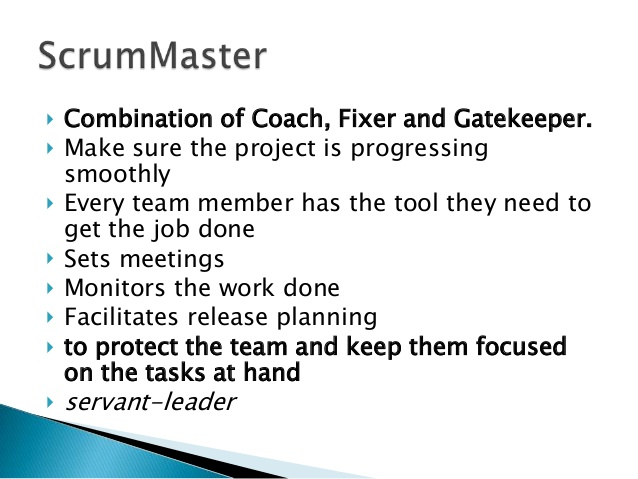 ScrumMaster
Combination of Coach, Fixer and Gatekeeper.
Make sure the project is progressing
smoothly
Every team member has the tool they need to
get the job done
Sets meetings
Monitors the work done
Facilitates release planning
to protect the team and keep them focused
on the tasks at hand
servant-leader